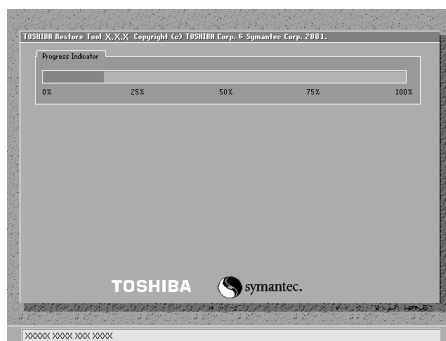 TOSHIBA Restore Tool X.X.X Copyright (c) TOSHIBA Corp. & Symantec Corp. 2001.
Progress Indicator
0% 25% 50% 75% 100%
TOSHIBA symantec.
XXXXX XXXX XXX XXXX